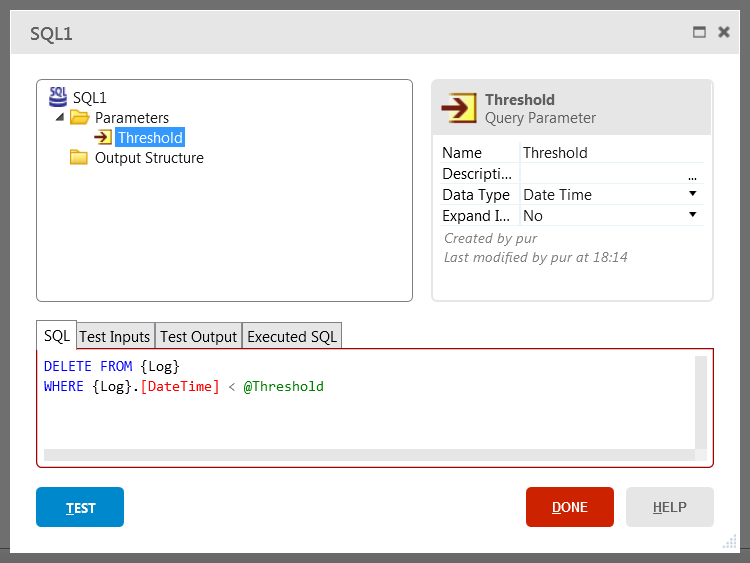 SQL1
SQL
SQL1
Parameters
Threshold
Output Structure
Threshold
Query Parameter
Name Threshold
Descripti... ...
Data Type Date Time
Expand I... No
Created by pur
Last modified by pur at 18:14
SQL Test Inputs Test Output Executed SQL
DELETE FROM {Log}
WHERE {Log}.[DateTime] < @Threshold
TEST DONE HELP